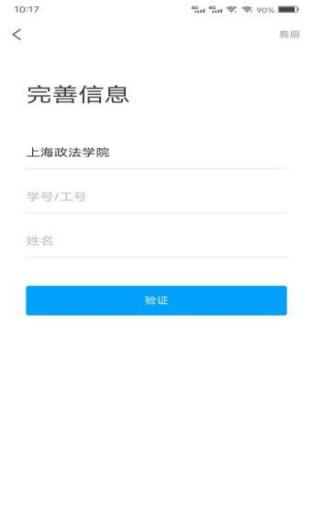 10:17
90%
客服
完善信息
上海政法学院
学号/工号
姓名
验证